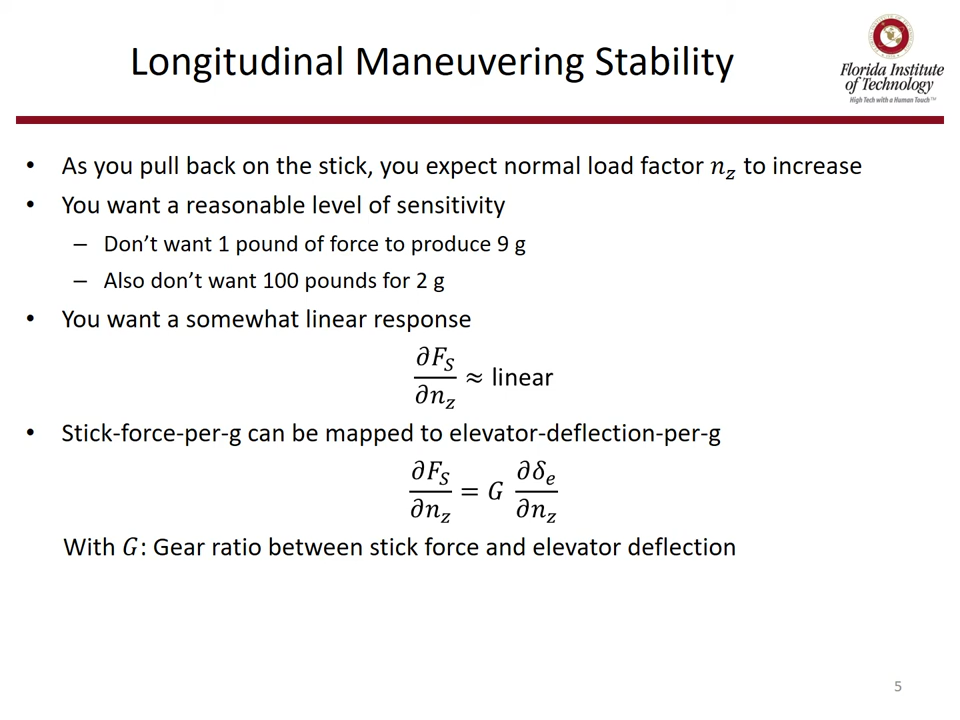 Longitudinal Maneuvering Stability
Florida Institute
of Technology
High Tech with a Human Touch™
• As you pull back on the stick, you expect normal load factor n_z to increase
• You want a reasonable level of sensitivity
– Don’t want 1 pound of force to produce 9 g
– Also don’t want 100 pounds for 2 g
• You want a somewhat linear response
∂F_S/∂n_z ≈ linear
• Stick-force-per-g can be mapped to elevator-deflection-per-g
∂F_S/∂n_z = G ∂δ_e/∂n_z
With G: Gear ratio between stick force and elevator deflection
5